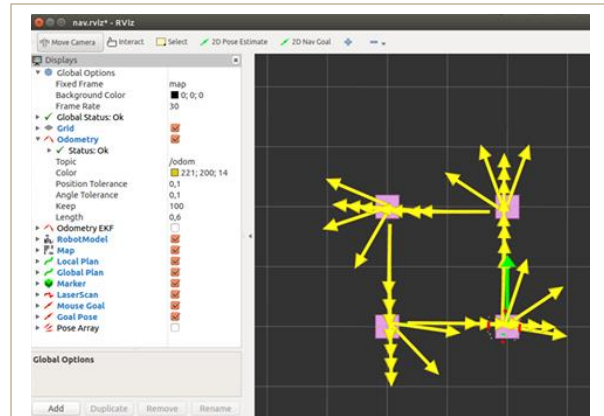 nav.rviz* - RViz
Move Camera Interact Select 2D Pose Estimate 2D Nav Goal
Displays
Global Options
Fixed Frame map
Background Color 0; 0; 0
Frame Rate 30
Global Status: Ok
Grid
Odometry
Status: Ok
Topic /odom
Color 221; 200; 14
Position Tolerance 0,1
Angle Tolerance 0,1
Keep 100
Length 0,6
Odometry EKF
RobotModel
Map
Local Plan
Global Plan
Marker
LaserScan
Mouse Goal
Goal Pose
Pose Array
Global Options
Add Duplicate Remove Rename